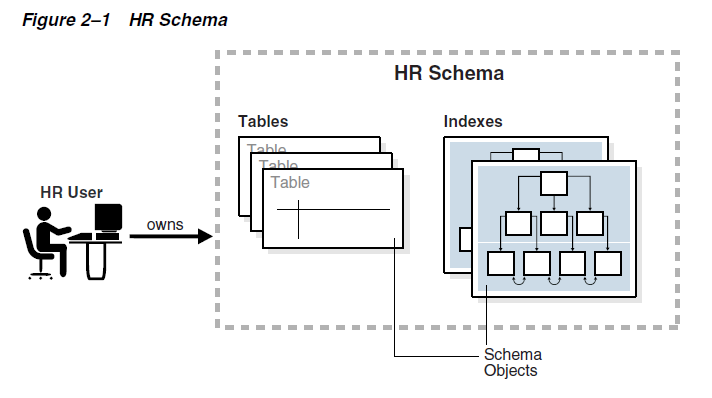 Figure 2–1 HR Schema
HR Schema
Tables
Indexes
Table
Table
Table
HR User
owns
Schema
Objects